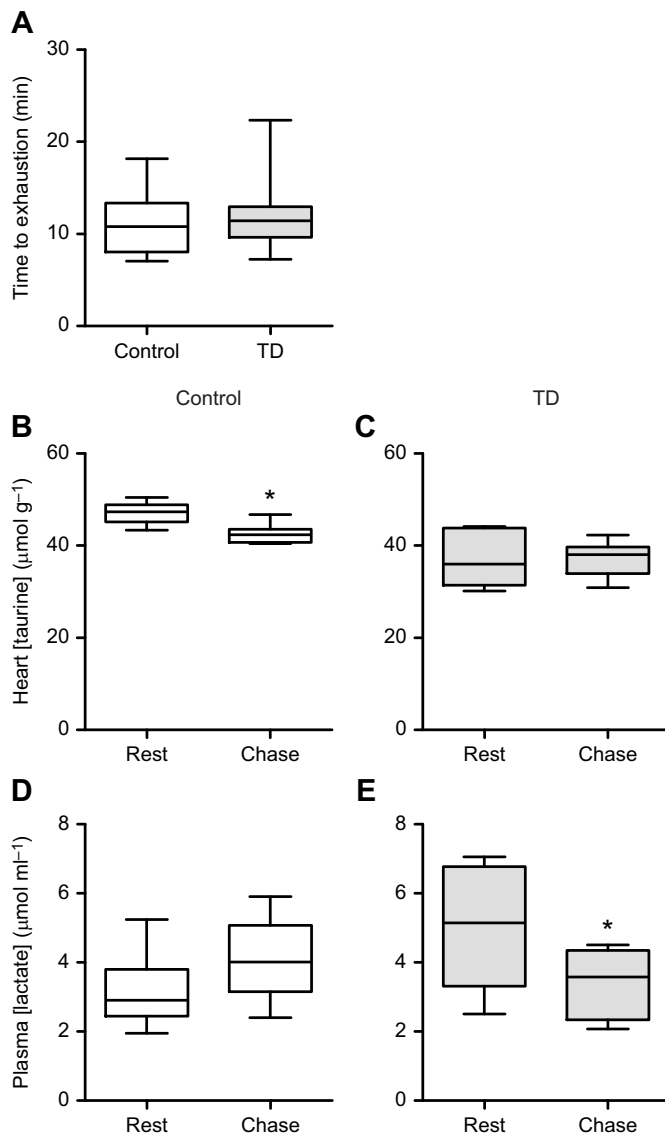 A
Time to exhaustion (min)
30
20
10
0
Control
TD
Control
TD
B
Heart [taurine] (μmol g⁻¹)
60
40
20
0
*
Rest
Chase
C
60
40
20
0
Rest
Chase
D
Plasma [lactate] (μmol ml⁻¹)
8
6
4
2
0
Rest
Chase
E
8
6
4
2
0
*
Rest
Chase